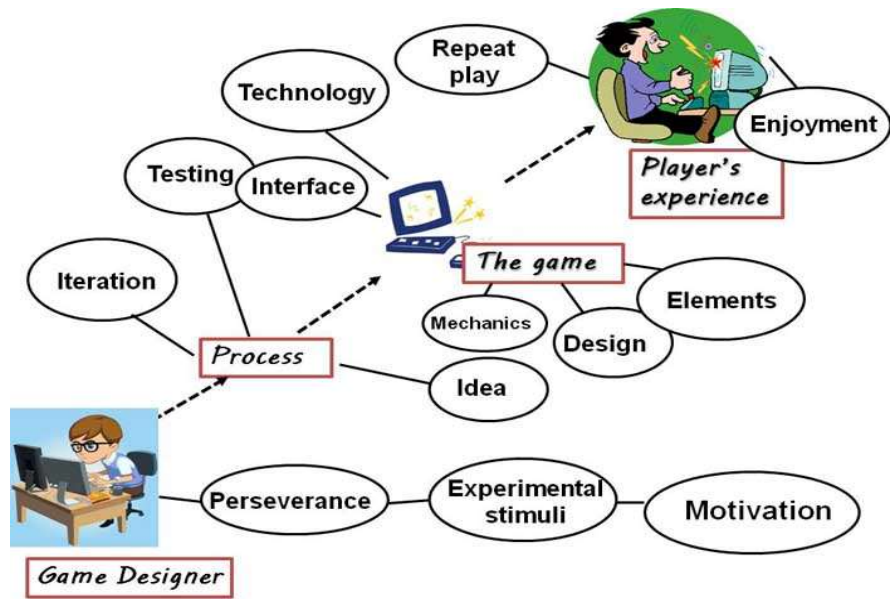 Repeat
play
Technology
Enjoyment
Testing
Interface
Player's
experience
The game
Iteration
Elements
Mechanics
Design
Process
Idea
Perseverance
Experimental
stimuli
Motivation
Game Designer